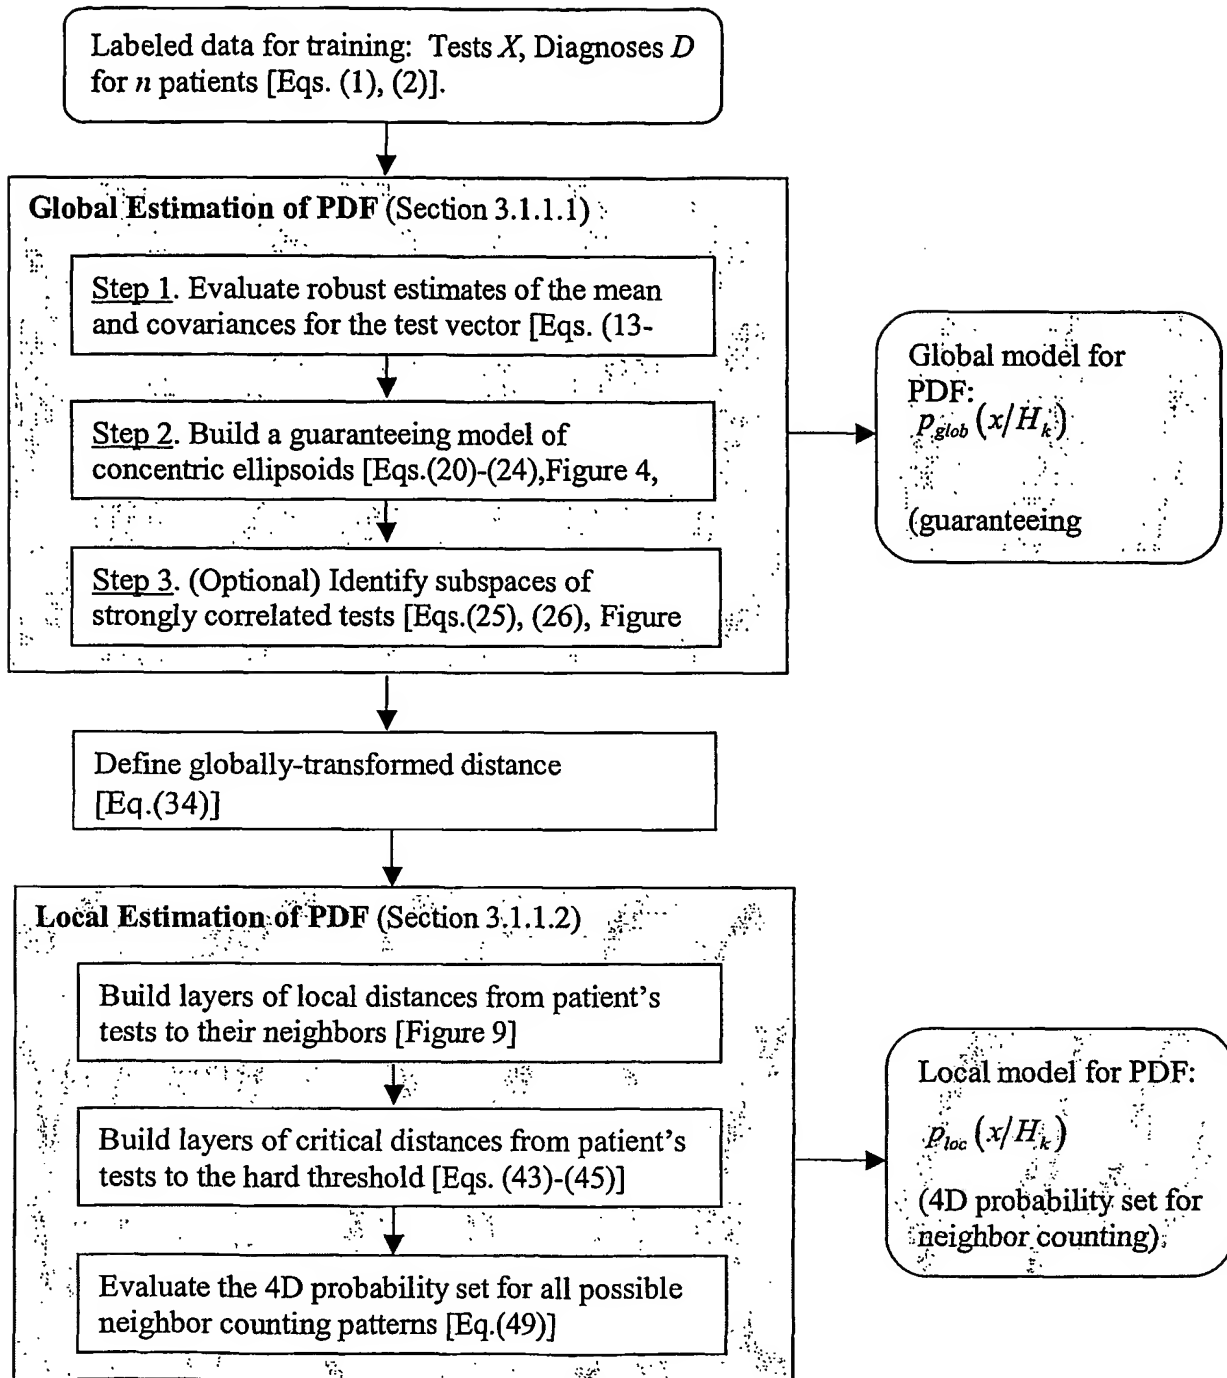 Labeled data for training: Tests X, Diagnoses D
for n patients [Eqs. (1), (2)].
Global Estimation of PDF (Section 3.1.1.1)
Step 1. Evaluate robust estimates of the mean
and covariances for the test vector [Eqs. (13-
Step 2. Build a guaranteeing model of
concentric ellipsoids [Eqs.(20)-(24),Figure 4,
Step 3. (Optional) Identify subspaces of
strongly correlated tests [Eqs.(25), (26), Figure
Global model for
PDF:
p_glob (x/H_k)
(guaranteeing
Define globally-transformed distance
[Eq.(34)]
Local Estimation of PDF (Section 3.1.1.2)
Build layers of local distances from patient's
tests to their neighbors [Figure 9]
Build layers of critical distances from patient's
tests to the hard threshold [Eqs. (43)-(45)]
Evaluate the 4D probability set for all possible
neighbor counting patterns [Eq.(49)]
Local model for PDF:
p_loc (x/H_k)
(4D probability set for
neighbor counting)